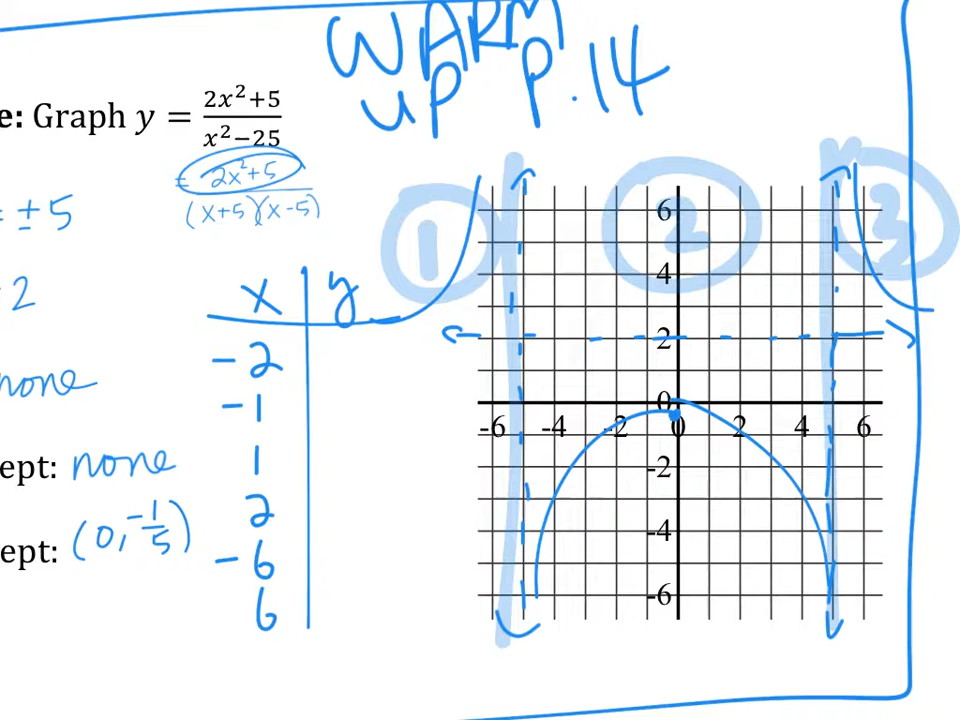 WARM
UP P.14
e: Graph y = (2x²+5)/(x²−25)
= (2x²+5)/((x+5)(x-5))
= ±5
2
none
ept: none
ept: (0, -1/5)
x | y
-2
-1
1
2
-6
6
① ② ③
6
4
2
0
-6 -4 -2 0 2 4 6
-2
-4
-6